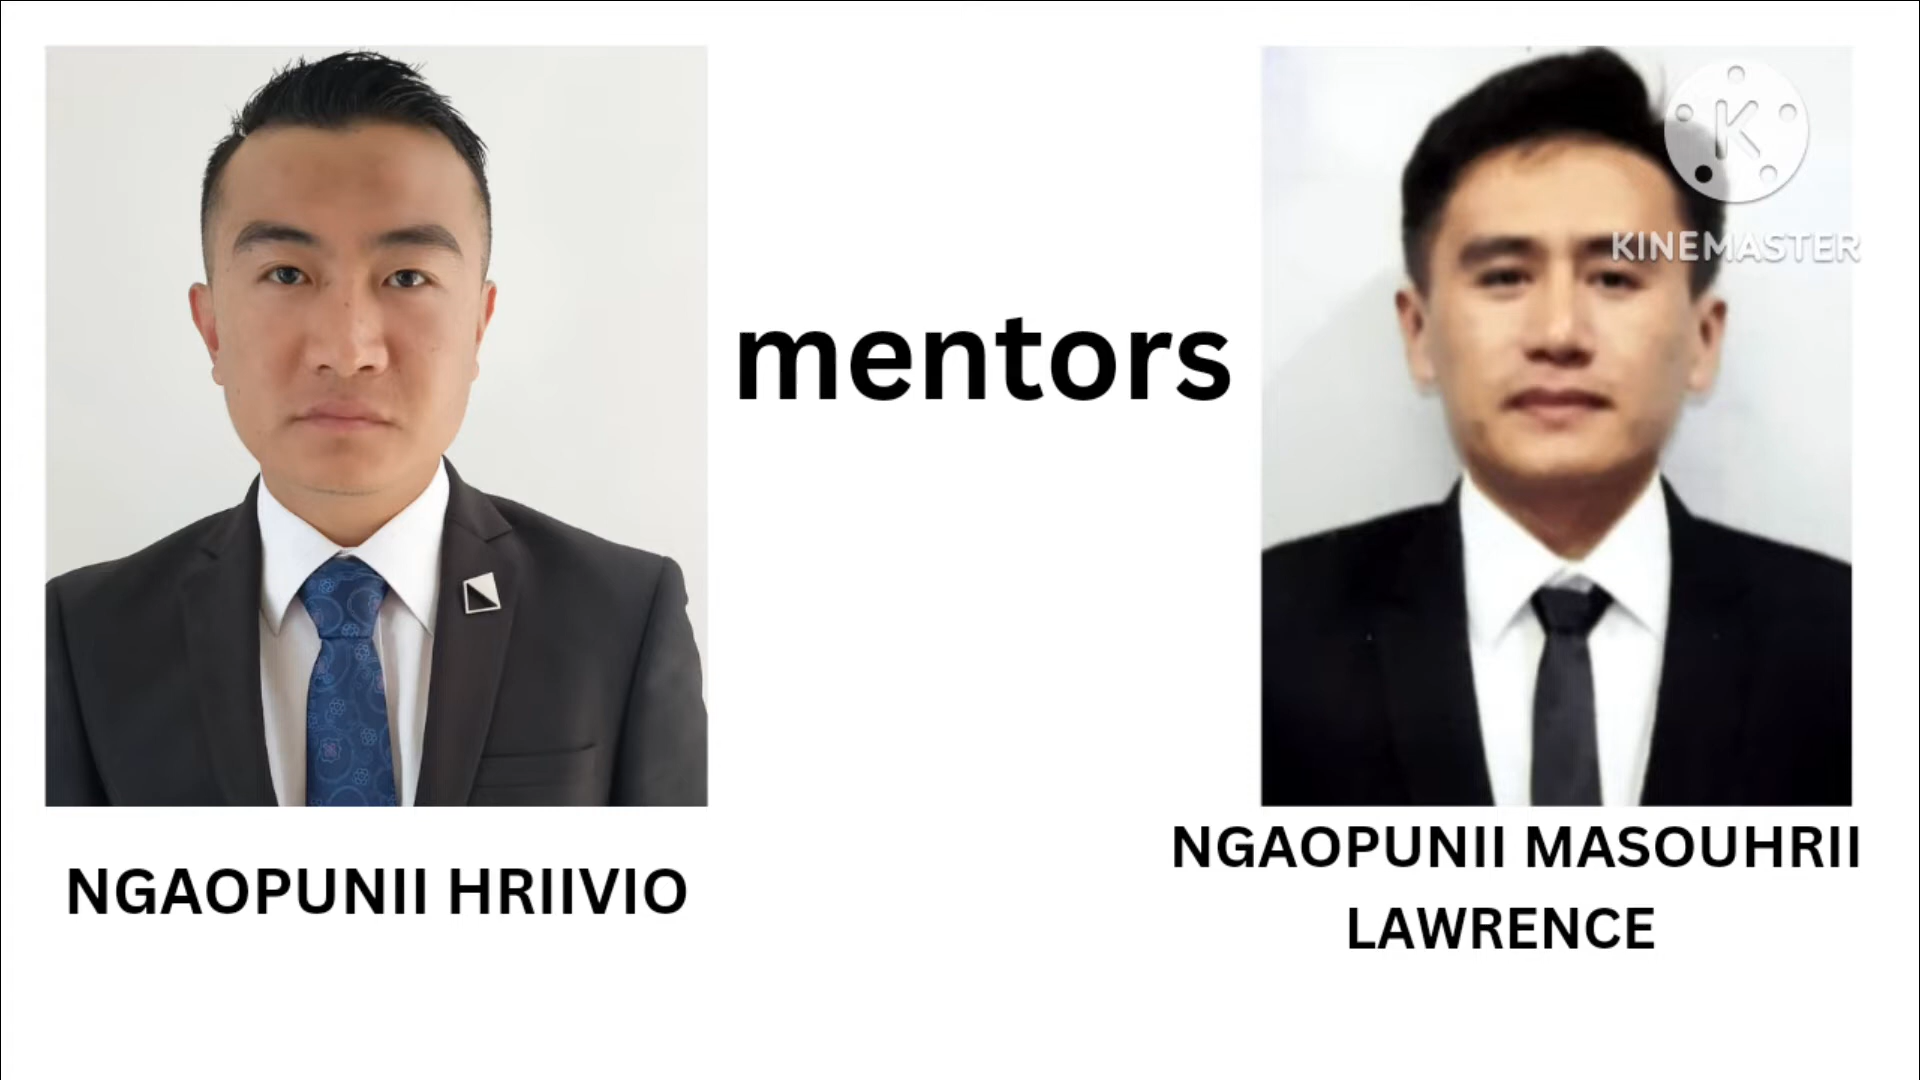 K
KINEMASTER
mentors
NGAOPUNII HRIIVIO
NGAOPUNII MASOUHRII
LAWRENCE